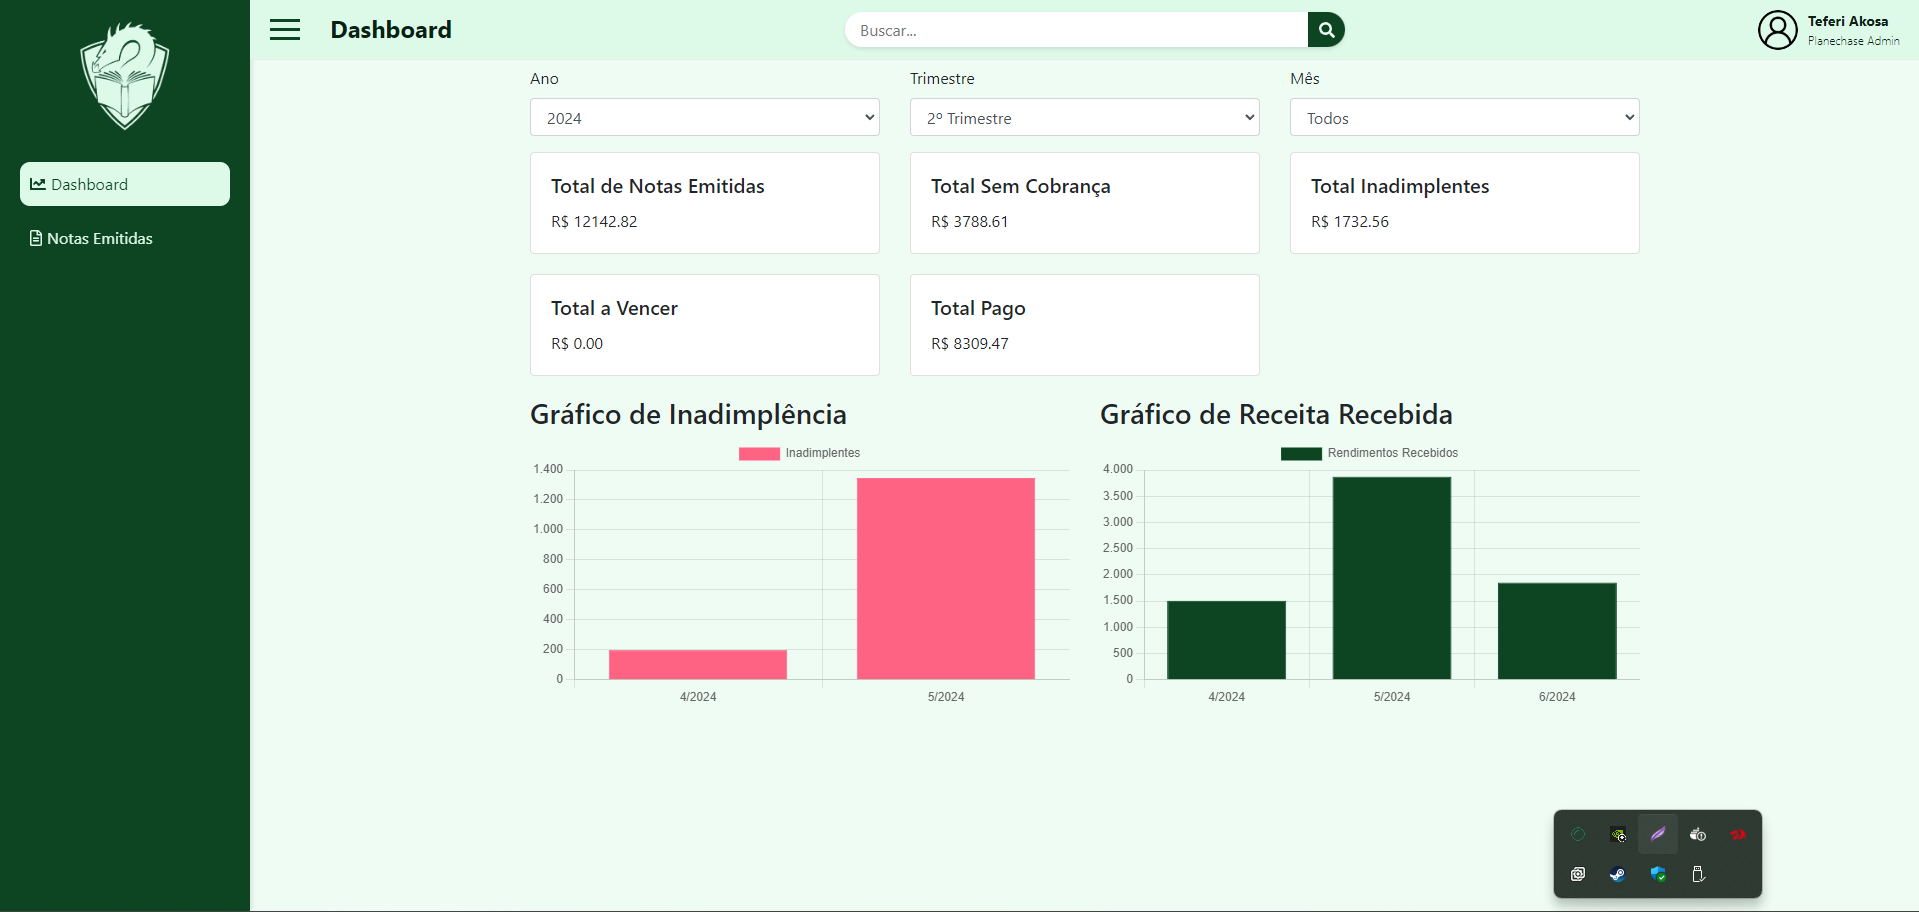 Dashboard
Buscar...
Teferi Akosa
Planechase Admin
Dashboard
Notas Emitidas
Ano
Trimestre
Mês
2024
2º Trimestre
Todos
Total de Notas Emitidas
R$ 12142.82
Total Sem Cobrança
R$ 3788.61
Total Inadimplentes
R$ 1732.56
Total a Vencer
R$ 0.00
Total Pago
R$ 8309.47
Gráfico de Inadimplência
Inadimplentes
1.400
1.200
1.000
800
600
400
200
0
4/2024
5/2024
Gráfico de Receita Recebida
Rendimentos Recebidos
4.000
3.500
3.000
2.500
2.000
1.500
1.000
500
0
4/2024
5/2024
6/2024